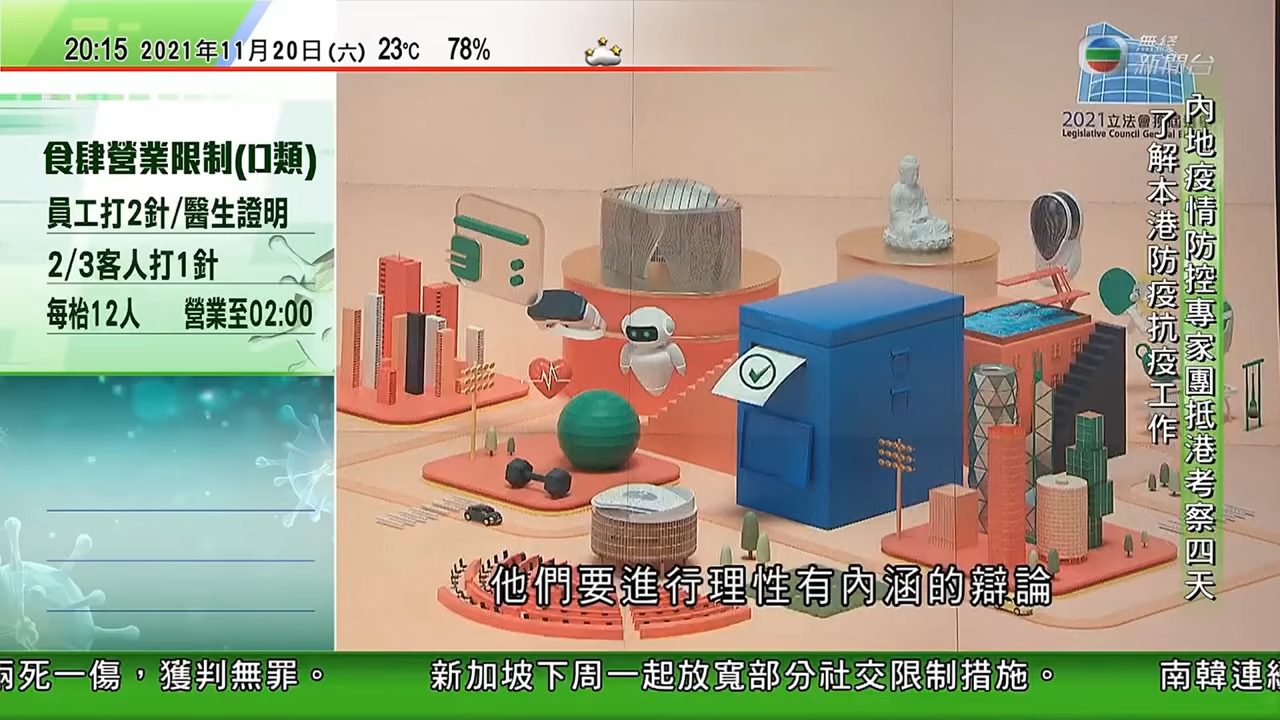 20:15 2021年11月20日(六) 23℃ 78%
食肆營業限制(D類)
員工打2針/醫生證明
2/3客人打1針
每枱12人 營業至02:00
無綫
新聞台
2021立法會
Legislative Council General
內地疫情防控專家團抵港考察四天
了解本港防疫抗疫工作
他們要進行理性有內涵的辯論
兩死一傷，獲判無罪。 新加坡下周一起放寬部分社交限制措施。 南韓連續